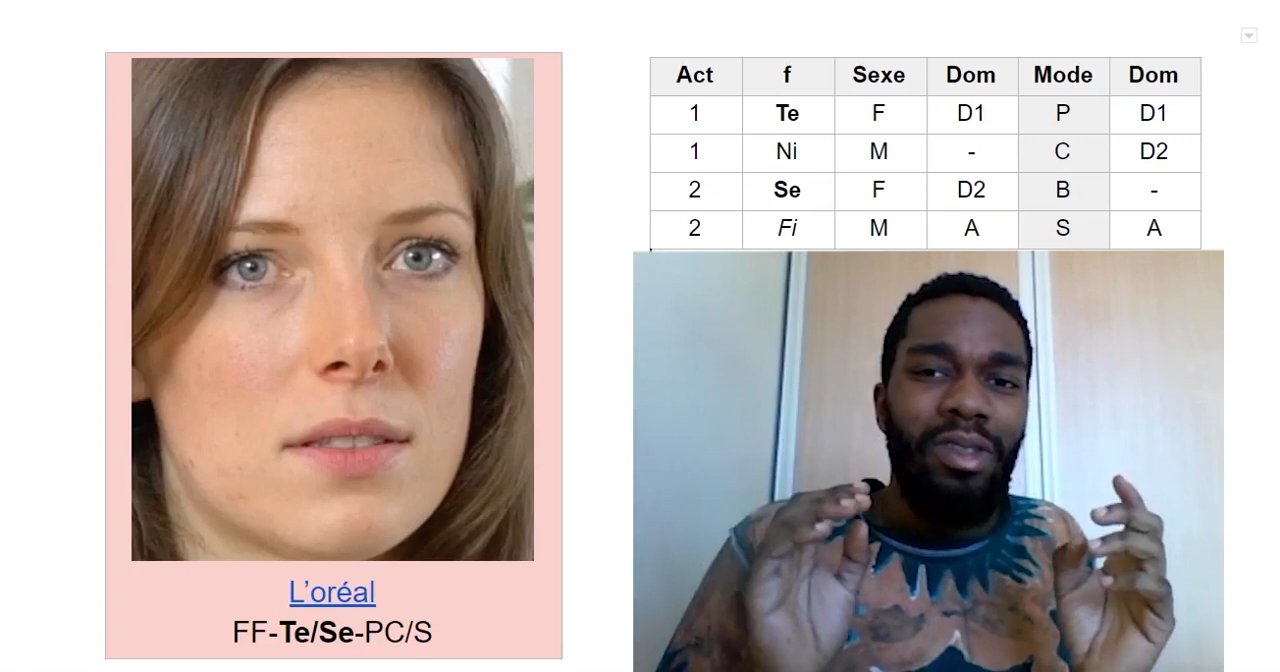 Act f Sexe Dom Mode Dom
1 Te F D1 P D1
1 Ni M - C D2
2 Se F D2 B -
2 Fi M A S A
L’oréal
FF-Te/Se-PC/S